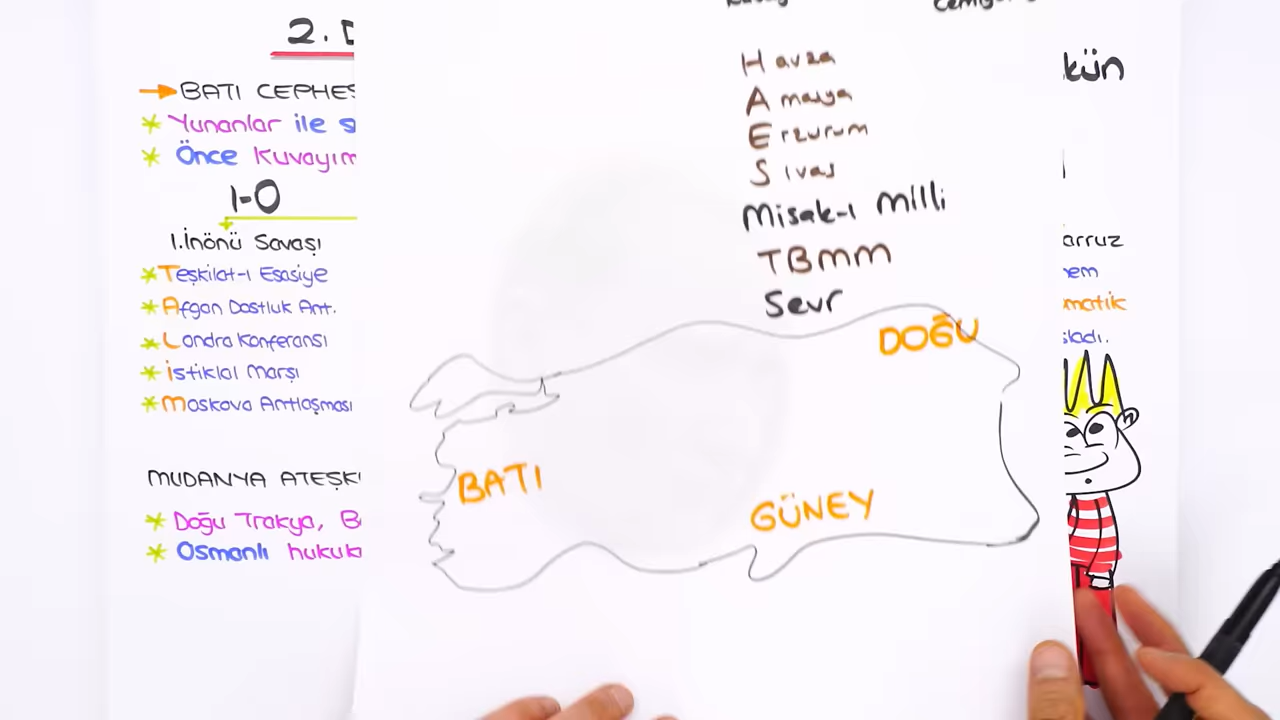 2.
BATI CEPHES
Yunanlar ile s
Önce Kuvayım
1-0
1.İnönü Savaşı
Teşkilat-ı Esasiye
Afgan Dostluk Ant.
Londra Konferansı
İstiklal Marşı
Moskova Antlaşması
MUDANYA ATEŞK
Doğu Trakya, B
Osmanlı hukuk
Havza
Amasya
Erzurum
Sivas
Misak-ı Milli
TBMM
Sevr
DOĞU
BATI
GÜNEY
kün
arruz
nem
matik
şladı.